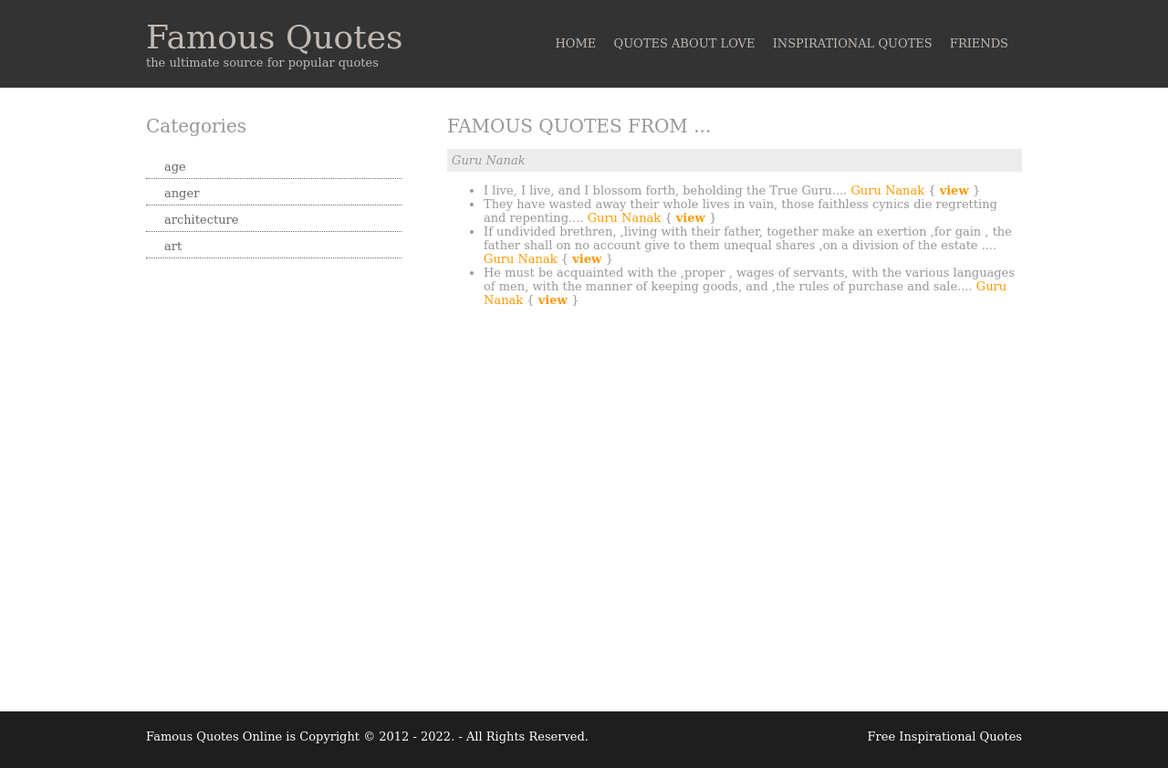 Famous Quotes
the ultimate source for popular quotes
HOME QUOTES ABOUT LOVE INSPIRATIONAL QUOTES FRIENDS
Categories
age
anger
architecture
art
FAMOUS QUOTES FROM ...
Guru Nanak
I live, I live, and I blossom forth, beholding the True Guru.... Guru Nanak { view }
They have wasted away their whole lives in vain, those faithless cynics die regretting
and repenting.... Guru Nanak { view }
If undivided brethren, ,living with their father, together make an exertion ,for gain , the
father shall on no account give to them unequal shares ,on a division of the estate ....
Guru Nanak { view }
He must be acquainted with the ,proper , wages of servants, with the various languages
of men, with the manner of keeping goods, and ,the rules of purchase and sale.... Guru
Nanak { view }
Famous Quotes Online is Copyright © 2012 - 2022. - All Rights Reserved.
Free Inspirational Quotes